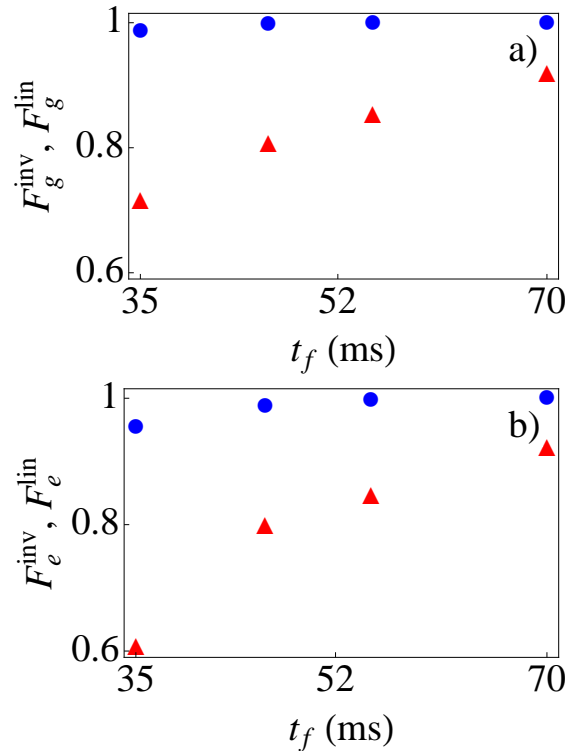 1
a)
0.8
0.6
F_g^inv , F_g^lin
35 52 70
t_f (ms)
1
b)
0.8
0.6
F_e^inv , F_e^lin
35 52 70
t_f (ms)